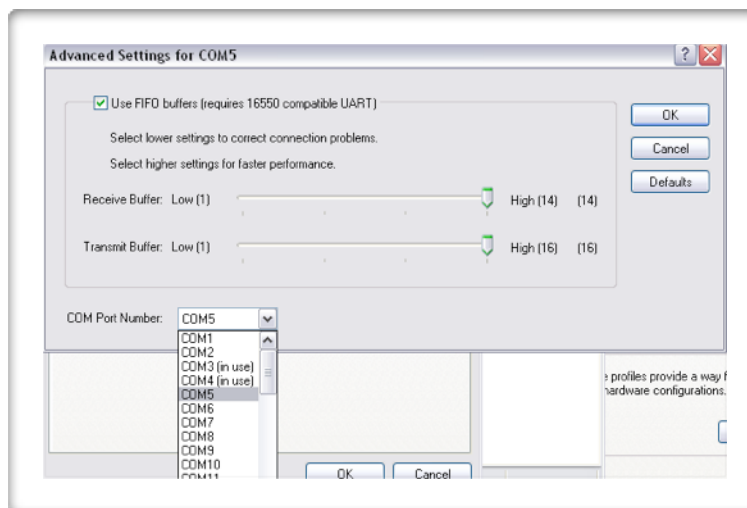 Advanced Settings for COM5
Use FIFO buffers (requires 16550 compatible UART)
OK
Select lower settings to correct connection problems.
Cancel
Select higher settings for faster performance.
Defaults
Receive Buffer: Low (1) High (14) (14)
Transmit Buffer: Low (1) High (16) (16)
COM Port Number: COM5
COM1
COM2
COM3 (in use)
COM4 (in use)
COM5
COM6
COM7
COM8
COM9
COM10
COM11
profiles provide a way
hardware configurations.
OK Cancel